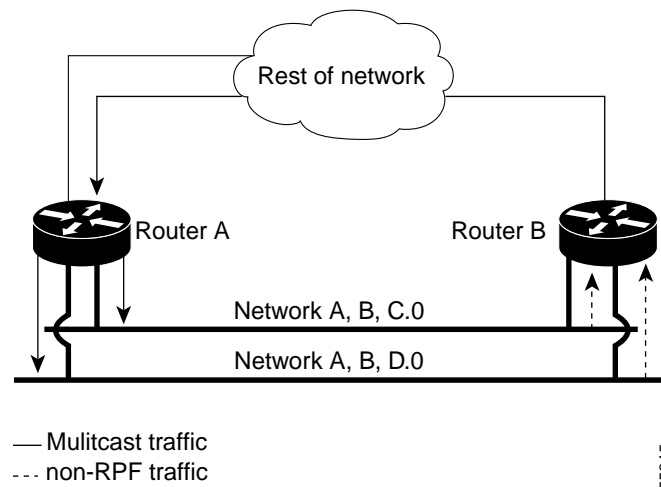 Rest of network
Router A
Router B
Network A, B, C.0
Network A, B, D.0
Mulitcast traffic
non-RPF traffic